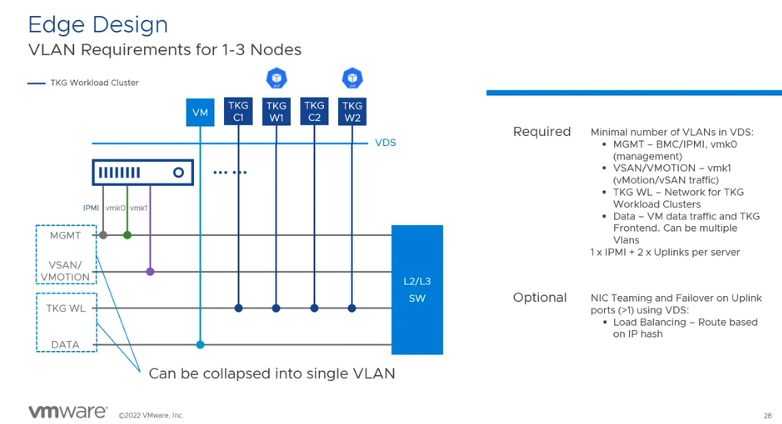 Edge Design
VLAN Requirements for 1-3 Nodes
TKG Workload Cluster
VM
TKG C1
TKG W1
TKG C2
TKG W2
VDS
IPMI vmk0 vmk1
MGMT
VSAN/
VMOTION
TKG WL
DATA
L2/L3
SW
Can be collapsed into single VLAN
Required
Minimal number of VLANs in VDS:
▪ MGMT – BMC/IPMI, vmk0
(management)
▪ VSAN/VMOTION – vmk1
(vMotion/vSAN traffic)
▪ TKG WL – Network for TKG
Workload Clusters
▪ Data – VM data traffic and TKG
Frontend. Can be multiple
Vlans
1 x IPMI + 2 x Uplinks per server
Optional
NIC Teaming and Failover on Uplink
ports (>1) using VDS:
▪ Load Balancing – Route based
on IP hash
vmware®
©2022 VMware, Inc.
28